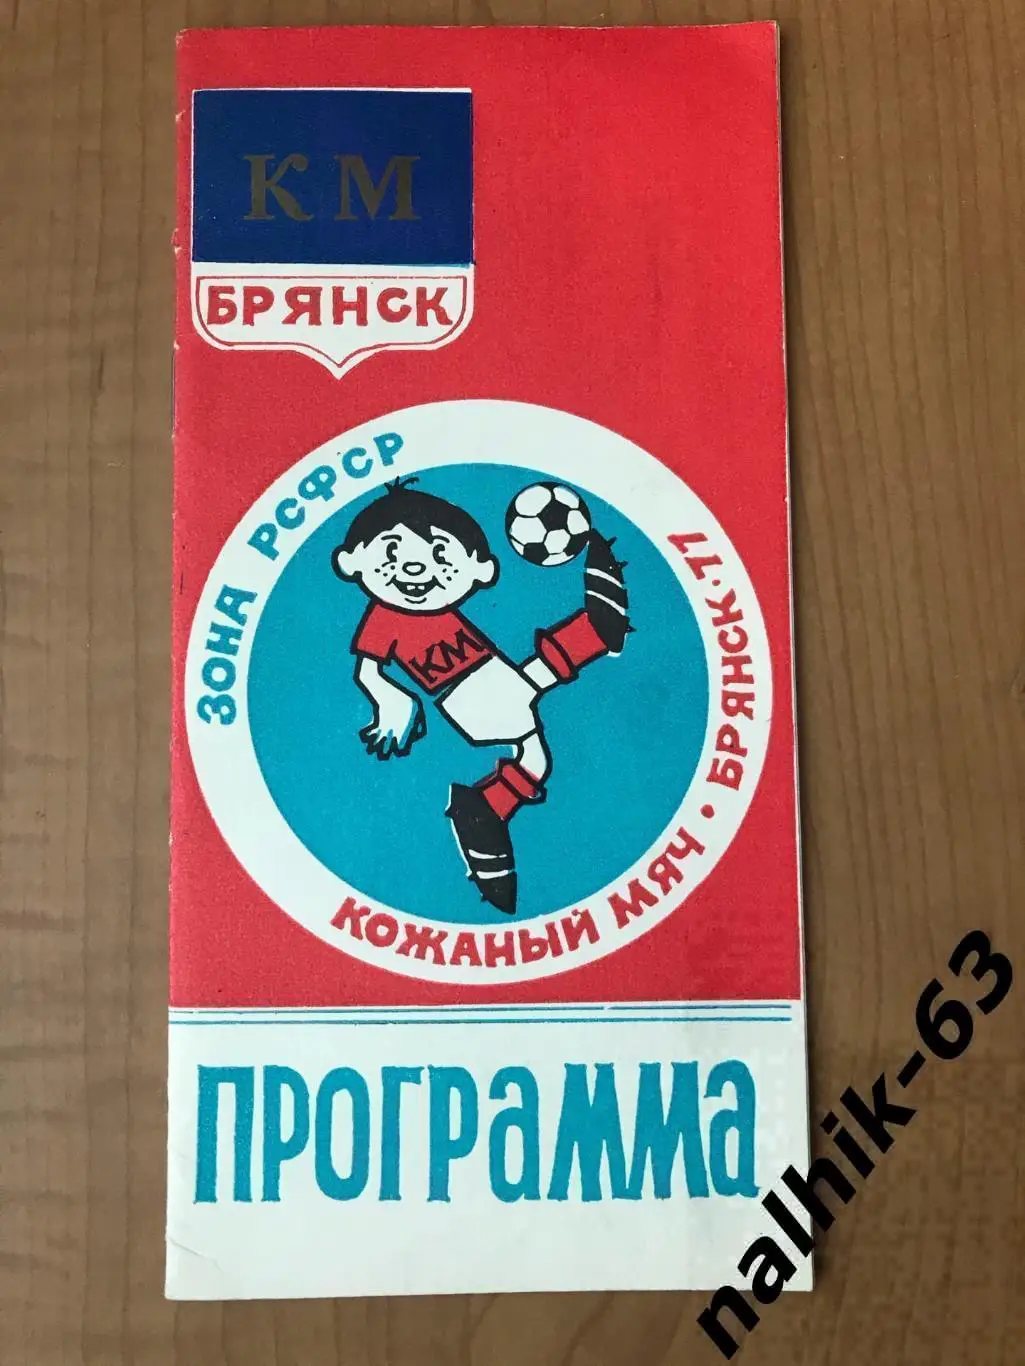 КМ
БРЯНСК
ЗОНА РСФСР
КМ
КОЖАНЫЙ МЯЧ • БРЯНСК•77
ПРОГРАММА
nalhik-63